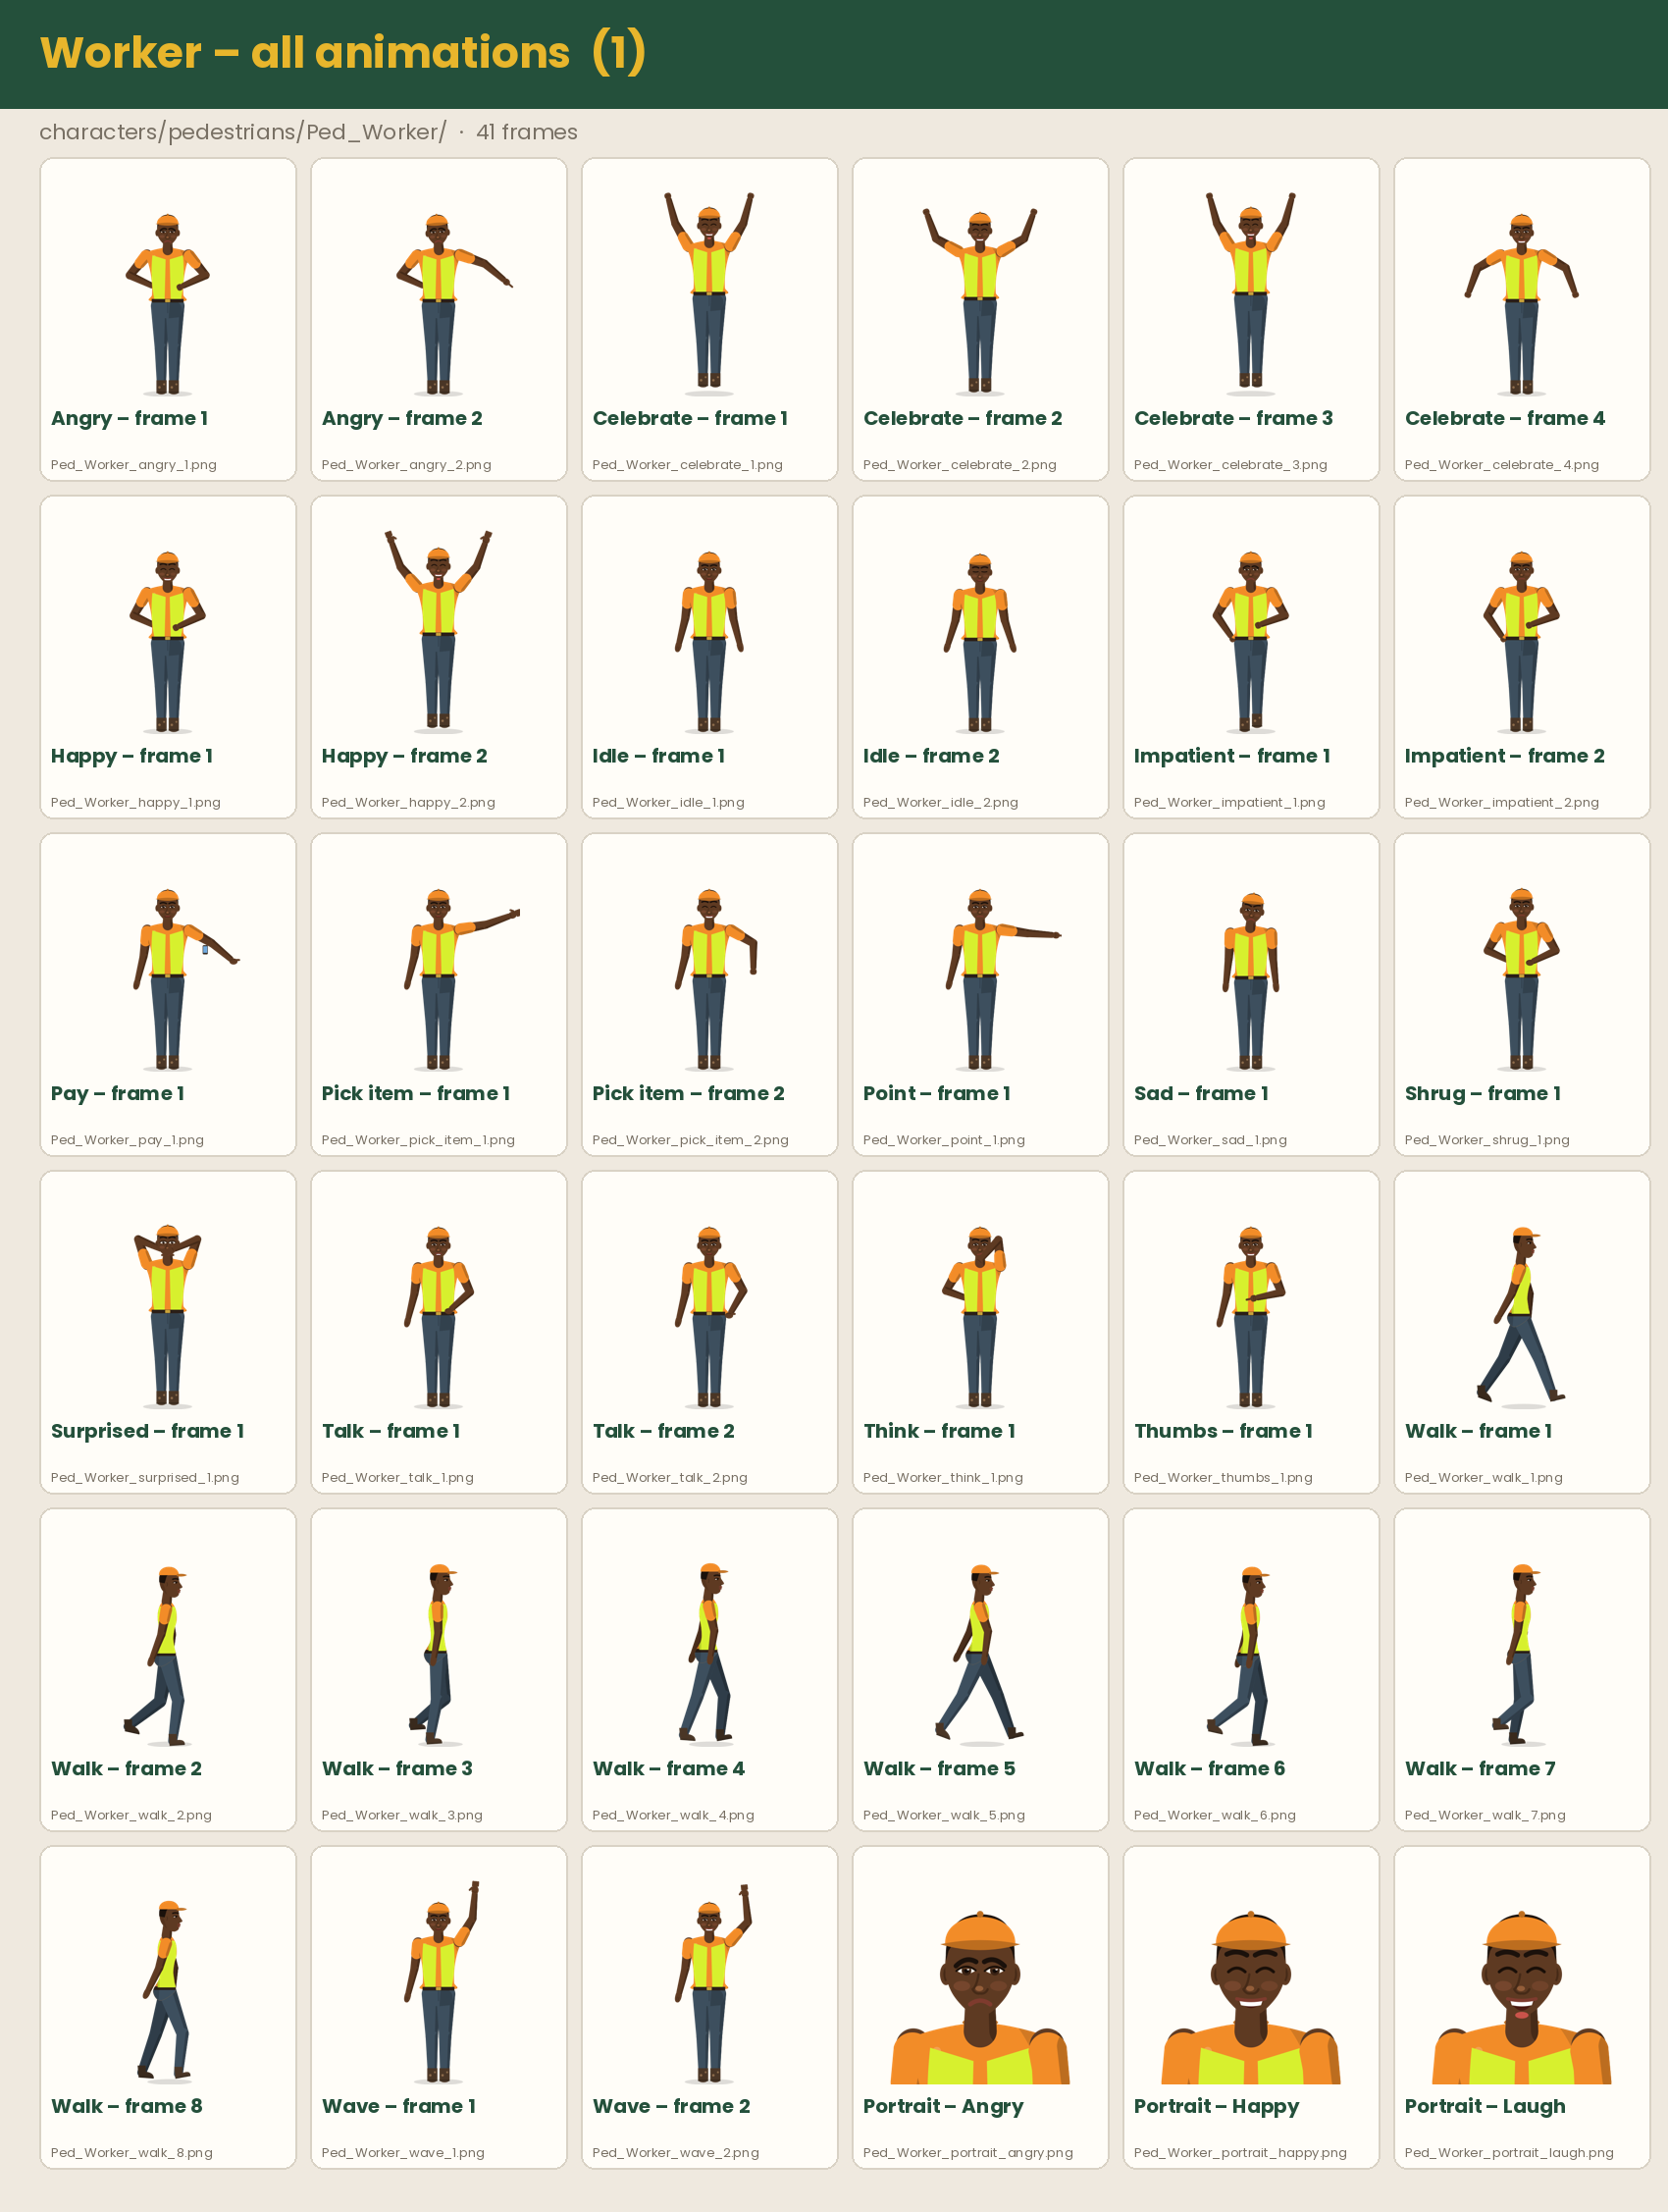 Worker – all animations (1)
characters/pedestrians/Ped_Worker/ · 41 frames
Angry – frame 1
Ped_Worker_angry_1.png
Angry – frame 2
Ped_Worker_angry_2.png
Celebrate – frame 1
Ped_Worker_celebrate_1.png
Celebrate – frame 2
Ped_Worker_celebrate_2.png
Celebrate – frame 3
Ped_Worker_celebrate_3.png
Celebrate – frame 4
Ped_Worker_celebrate_4.png
Happy – frame 1
Ped_Worker_happy_1.png
Happy – frame 2
Ped_Worker_happy_2.png
Idle – frame 1
Ped_Worker_idle_1.png
Idle – frame 2
Ped_Worker_idle_2.png
Impatient – frame 1
Ped_Worker_impatient_1.png
Impatient – frame 2
Ped_Worker_impatient_2.png
Pay – frame 1
Ped_Worker_pay_1.png
Pick item – frame 1
Ped_Worker_pick_item_1.png
Pick item – frame 2
Ped_Worker_pick_item_2.png
Point – frame 1
Ped_Worker_point_1.png
Sad – frame 1
Ped_Worker_sad_1.png
Shrug – frame 1
Ped_Worker_shrug_1.png
Surprised – frame 1
Ped_Worker_surprised_1.png
Talk – frame 1
Ped_Worker_talk_1.png
Talk – frame 2
Ped_Worker_talk_2.png
Think – frame 1
Ped_Worker_think_1.png
Thumbs – frame 1
Ped_Worker_thumbs_1.png
Walk – frame 1
Ped_Worker_walk_1.png
Walk – frame 2
Ped_Worker_walk_2.png
Walk – frame 3
Ped_Worker_walk_3.png
Walk – frame 4
Ped_Worker_walk_4.png
Walk – frame 5
Ped_Worker_walk_5.png
Walk – frame 6
Ped_Worker_walk_6.png
Walk – frame 7
Ped_Worker_walk_7.png
Walk – frame 8
Ped_Worker_walk_8.png
Wave – frame 1
Ped_Worker_wave_1.png
Wave – frame 2
Ped_Worker_wave_2.png
Portrait – Angry
Ped_Worker_portrait_angry.png
Portrait – Happy
Ped_Worker_portrait_happy.png
Portrait – Laugh
Ped_Worker_portrait_laugh.png